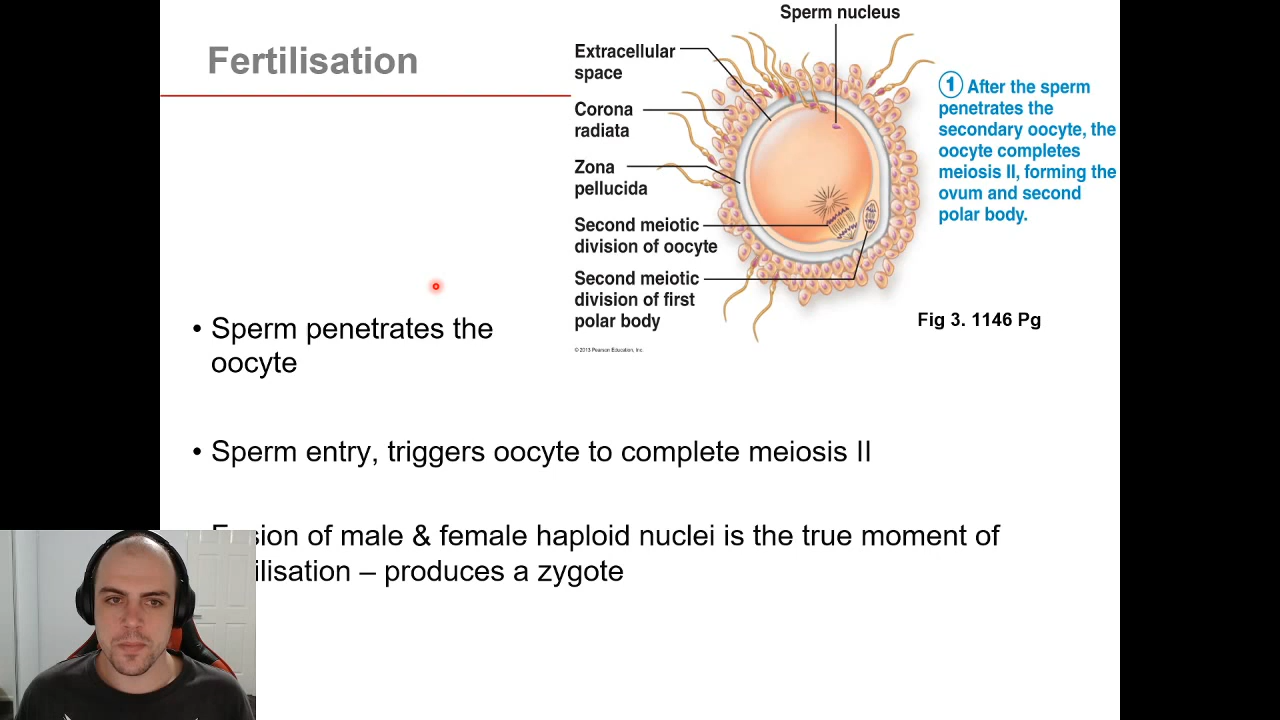 Fertilisation
Sperm nucleus
Extracellular
space
Corona
radiata
Zona
pellucida
Second meiotic
division of oocyte
Second meiotic
division of first
polar body
© 2013 Pearson Education, Inc.
1 After the sperm
penetrates the
secondary oocyte, the
oocyte completes
meiosis II, forming the
ovum and second
polar body.
Fig 3. 1146 Pg
• Sperm penetrates the
oocyte
• Sperm entry, triggers oocyte to complete meiosis II
of male & female haploid nuclei is the true moment of
– produces a zygote